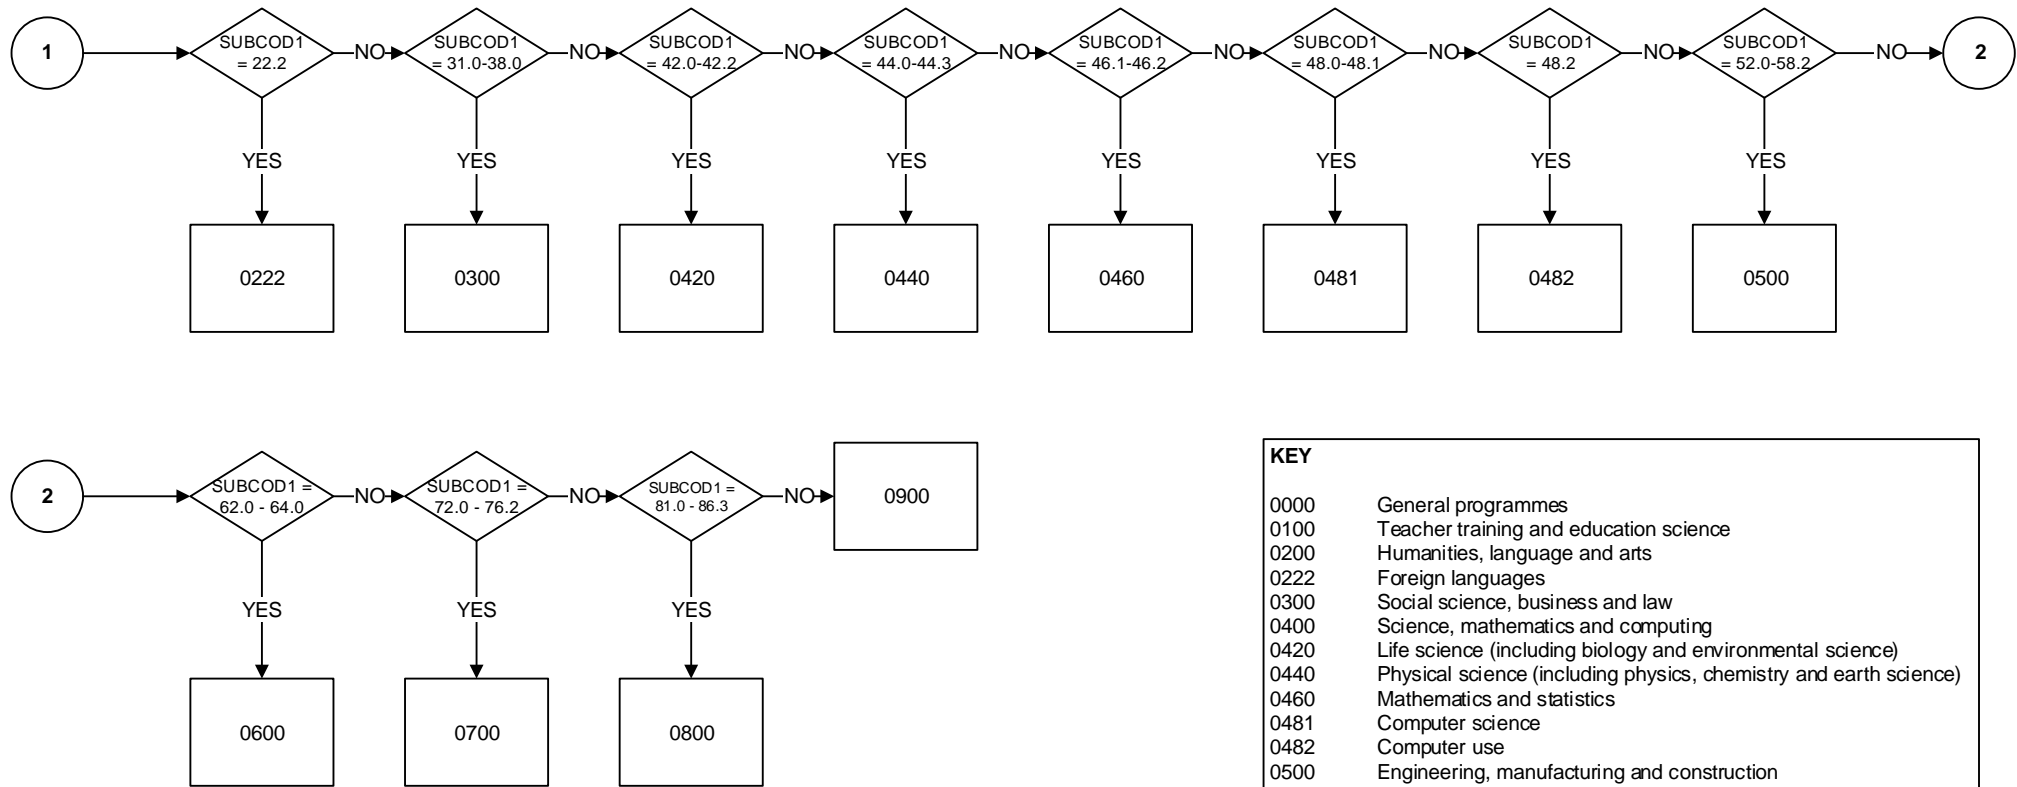 1
SUBCOD1
= 22.2
NO
SUBCOD1
= 31.0-38.0
NO
SUBCOD1
= 42.0-42.2
NO
SUBCOD1
= 44.0-44.3
NO
SUBCOD1
= 46.1-46.2
NO
SUBCOD1
= 48.0-48.1
NO
SUBCOD1
= 48.2
NO
SUBCOD1
= 52.0-58.2
NO
2
YES
YES
YES
YES
YES
YES
YES
YES
0222
0300
0420
0440
0460
0481
0482
0500
2
SUBCOD1 =
62.0 - 64.0
NO
SUBCOD1 =
72.0 - 76.2
NO
SUBCOD1 =
81.0 - 86.3
NO
0900
YES
YES
YES
0600
0700
0800
KEY
0000 General programmes
0100 Teacher training and education science
0200 Humanities, language and arts
0222 Foreign languages
0300 Social science, business and law
0400 Science, mathematics and computing
0420 Life science (including biology and environmental science)
0440 Physical science (including physics, chemistry and earth science)
0460 Mathematics and statistics
0481 Computer science
0482 Computer use
0500 Engineering, manufacturing and construction